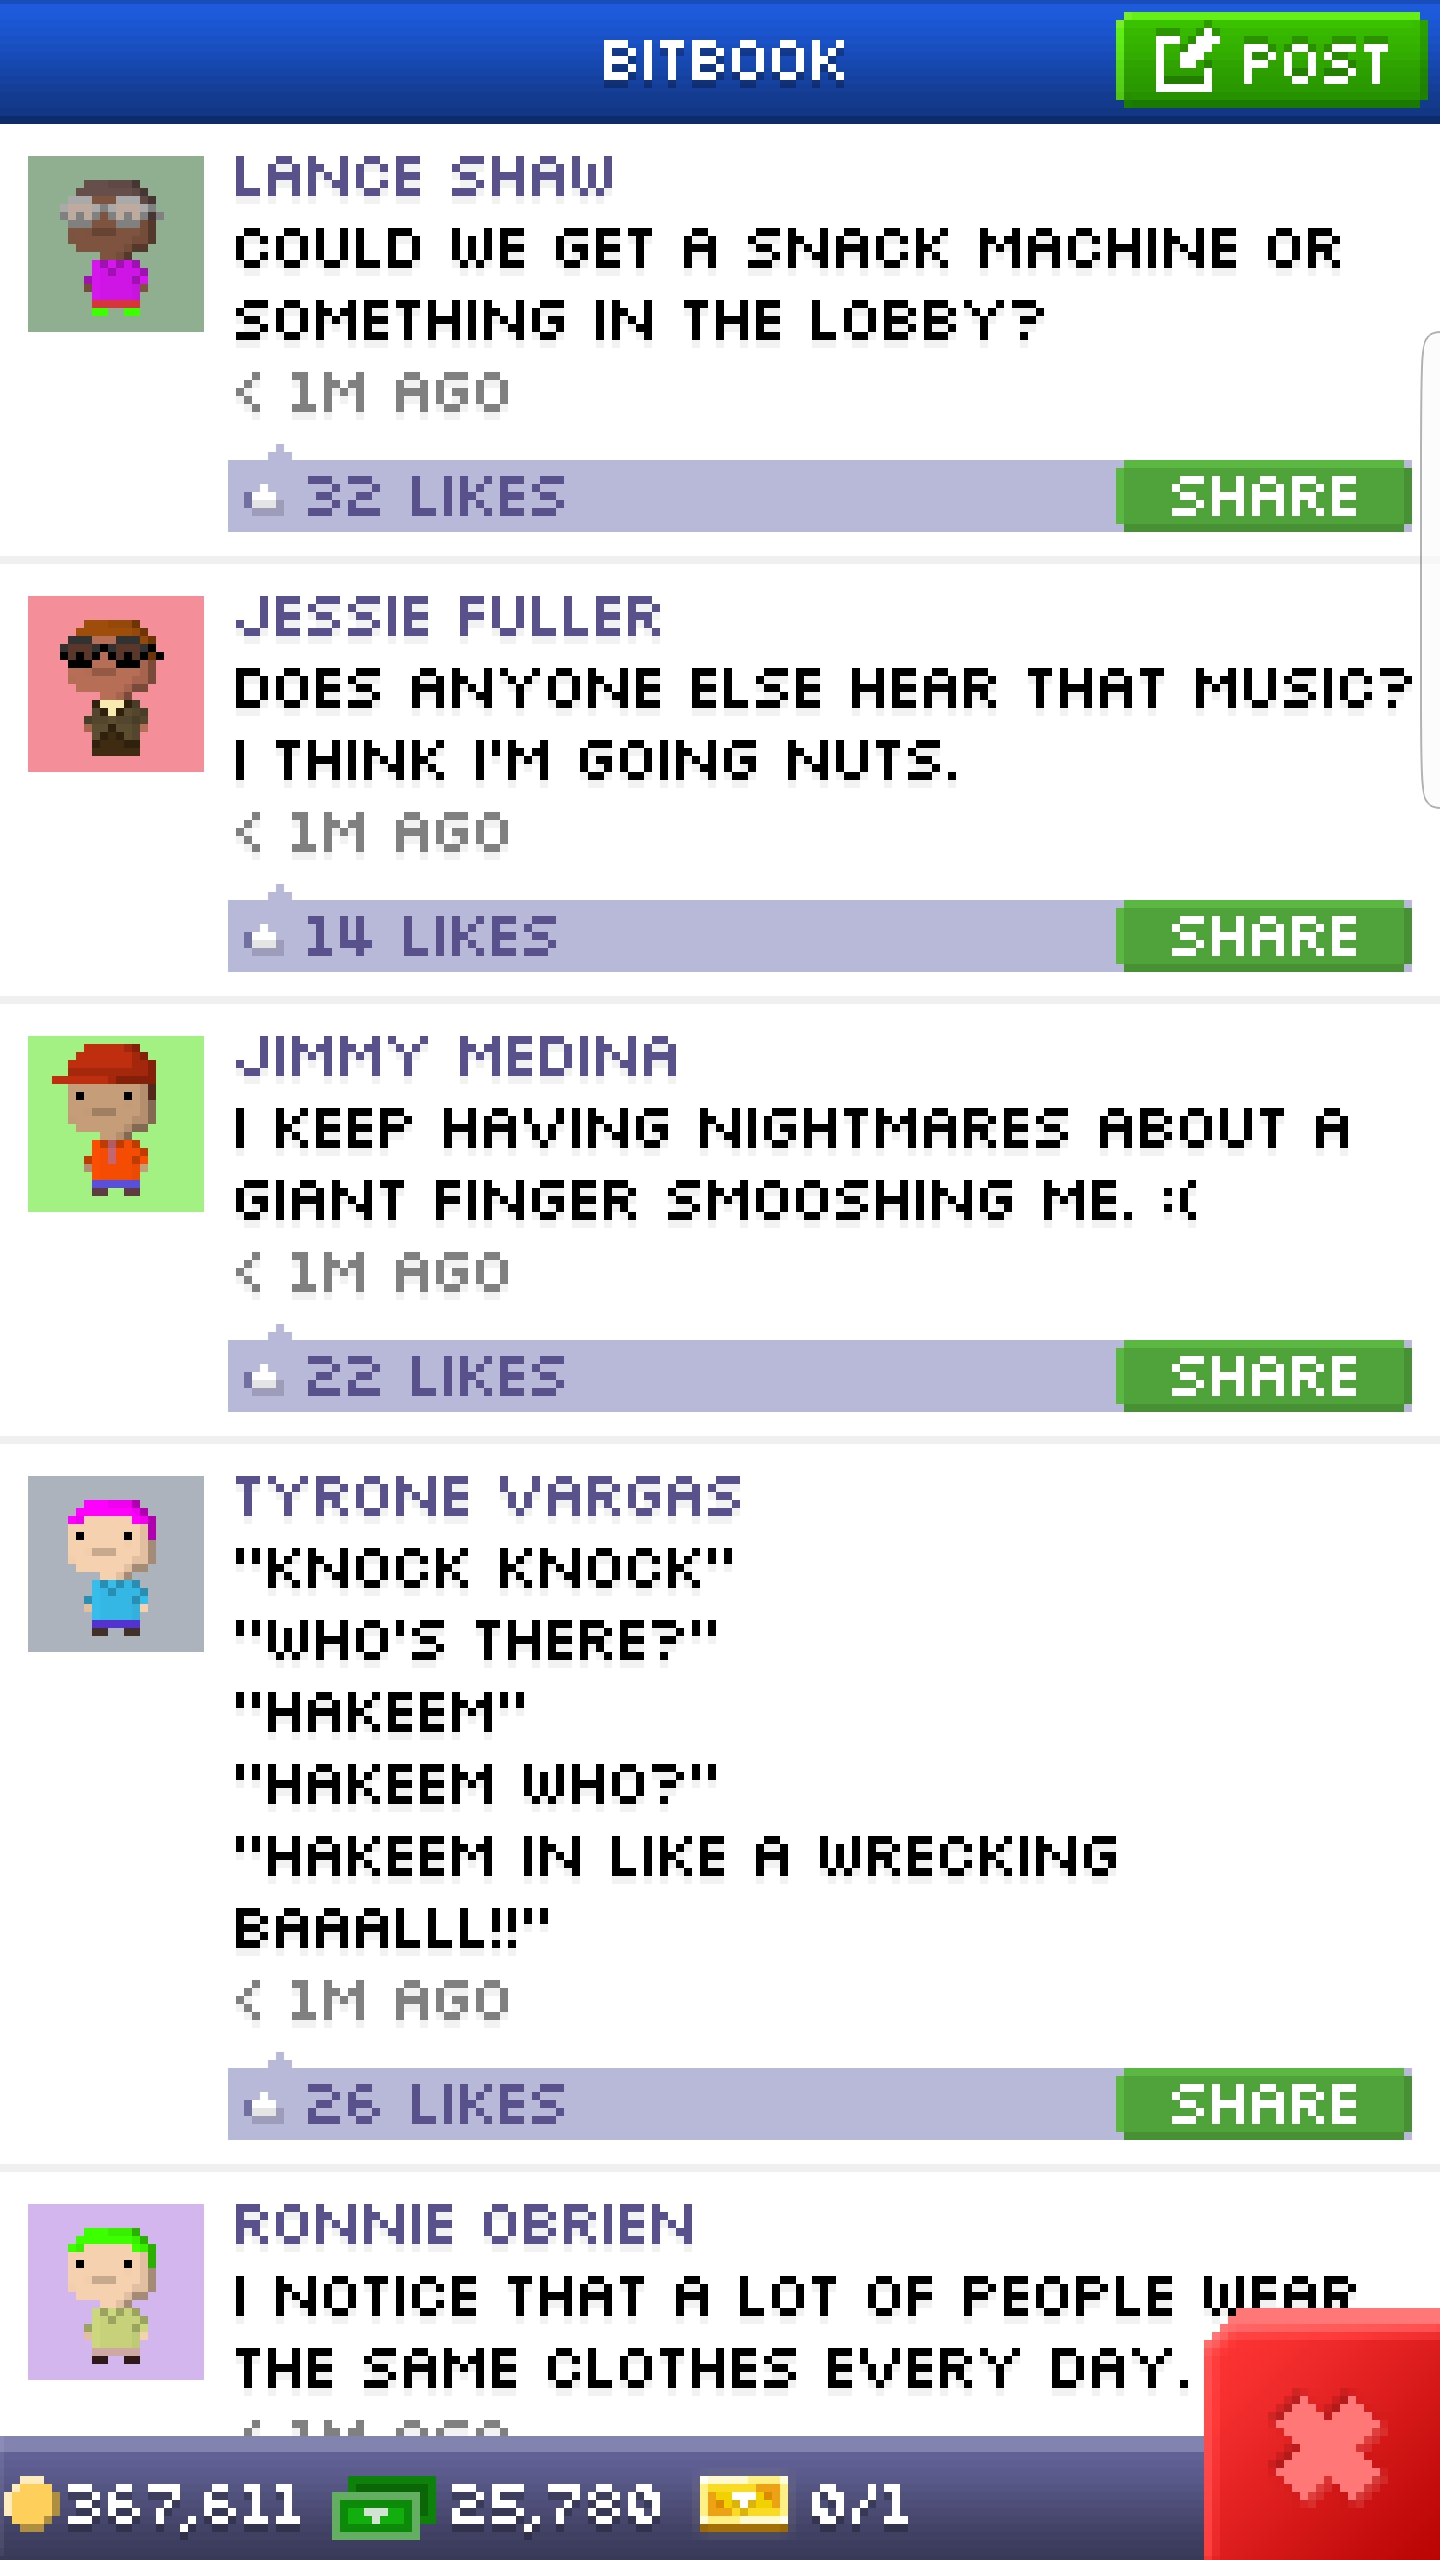 BITBOOK
POST
LANCE SHAW
COULD WE GET A SNACK MACHINE OR
SOMETHING IN THE LOBBY?
< 1M AGO
32 LIKES
SHARE
JESSIE FULLER
DOES ANYONE ELSE HEAR THAT MUSIC?
I THINK I'M GOING NUTS.
< 1M AGO
14 LIKES
SHARE
JIMMY MEDINA
I KEEP HAVING NIGHTMARES ABOUT A
GIANT FINGER SMOOSHING ME. :(
< 1M AGO
22 LIKES
SHARE
TYRONE VARGAS
"KNOCK KNOCK"
"WHO'S THERE?"
"HAKEEM"
"HAKEEM WHO?"
"HAKEEM IN LIKE A WRECKING
BAAALLL!!"
< 1M AGO
26 LIKES
SHARE
RONNIE OBRIEN
I NOTICE THAT A LOT OF PEOPLE WEAR
THE SAME CLOTHES EVERY DAY.
< 1M AGO
367,611
25,780
0/1